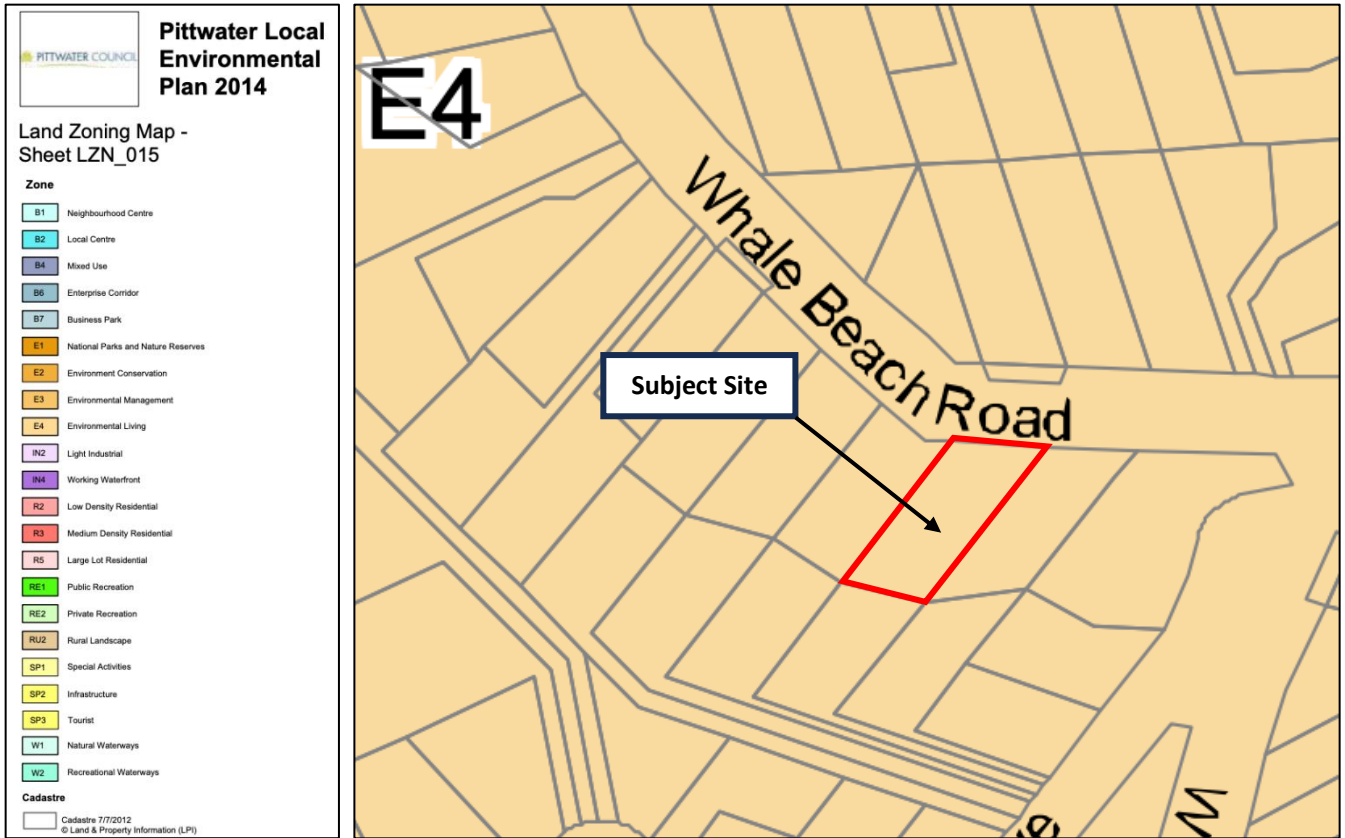 PITTWATER COUNCIL
Pittwater Local
Environmental
Plan 2014
Land Zoning Map -
Sheet LZN_015
Zone
B1 Neighbourhood Centre
B2 Local Centre
B4 Mixed Use
B6 Enterprise Corridor
B7 Business Park
E1 National Parks and Nature Reserves
E2 Environment Conservation
E3 Environmental Management
E4 Environmental Living
IN2 Light Industrial
IN4 Working Waterfront
R2 Low Density Residential
R3 Medium Density Residential
R5 Large Lot Residential
RE1 Public Recreation
RE2 Private Recreation
RU2 Rural Landscape
SP1 Special Activities
SP2 Infrastructure
SP3 Tourist
W1 Natural Waterways
W2 Recreational Waterways
Cadastre
Cadastre 7/7/2012
© Land & Property Information (LPI)
E4
Whale Beach Road
Subject Site
W